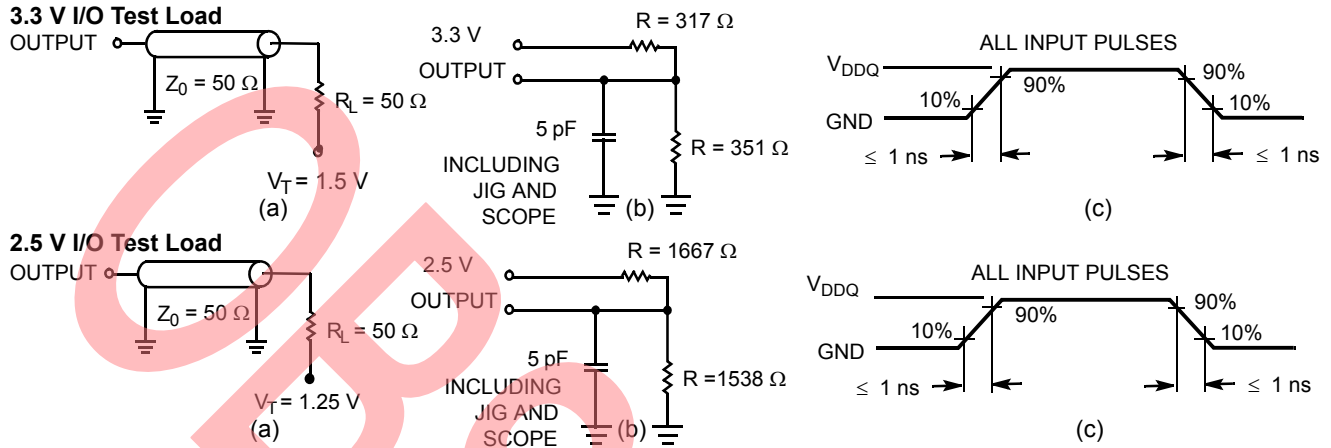 3.3 V I/O Test Load
OUTPUT
Z0 = 50 Ω
RL = 50 Ω
VT = 1.5 V
(a)
3.3 V
OUTPUT
R = 317 Ω
5 pF
INCLUDING
JIG AND
SCOPE
R = 351 Ω
(b)
ALL INPUT PULSES
VDDQ
GND
10%
90%
90%
10%
≤ 1 ns
≤ 1 ns
(c)
2.5 V I/O Test Load
OUTPUT
Z0 = 50 Ω
RL = 50 Ω
VT = 1.25 V
(a)
2.5 V
OUTPUT
R = 1667 Ω
5 pF
INCLUDING
JIG AND
SCOPE
R =1538 Ω
(b)
ALL INPUT PULSES
VDDQ
GND
10%
90%
90%
10%
≤ 1 ns
≤ 1 ns
(c)